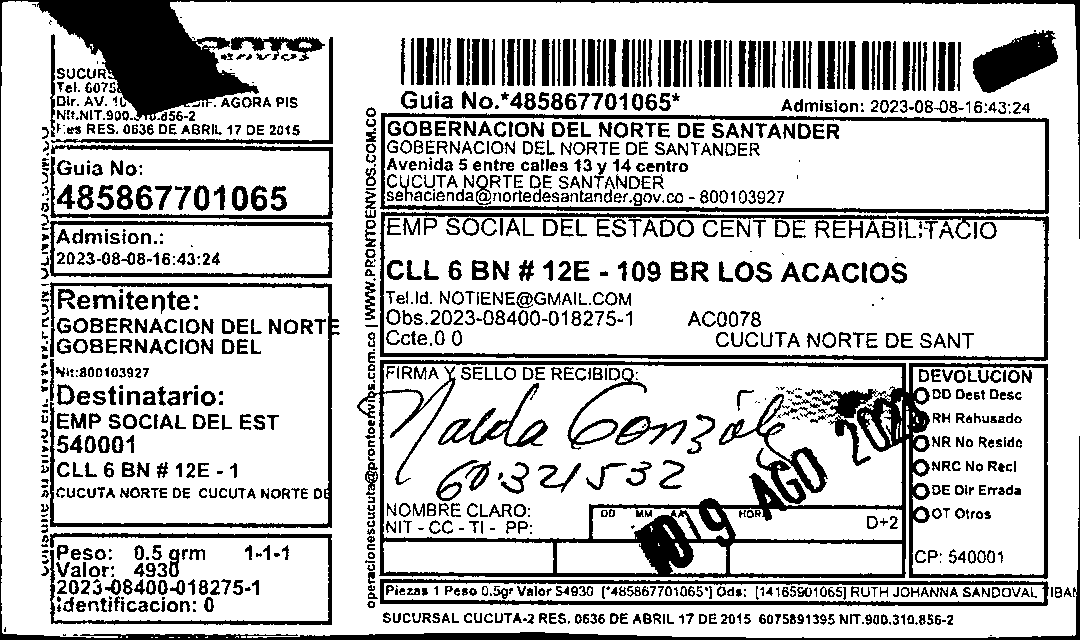 envios
Tel. 6075
AGORA PIS
Nit.NIT.900.310.856-2
RES. 0636 DE ABRIL 17 DE 2015
Guia No:
485867701065
Admision.:
2023-08-08-16:43:24
Remitente:
GOBERNACION DEL NORTE
GOBERNACION DEL
Nit:800103927
Destinatario:
EMP SOCIAL DEL EST
540001
CLL 6 BN # 12E - 1
CUCUTA NORTE DE CUCUTA NORTE DE
Peso: 0.5 grm 1-1-1
Valor: 4930
2023-08400-018275-1
Identificacion: 0
operacionescucuta@prontoenvios.com.co | WWW.PRONTOENVIOS.COM.CO
Guia No.*485867701065*
Admision: 2023-08-08-16:43:24
GOBERNACION DEL NORTE DE SANTANDER
GOBERNACION DEL NORTE DE SANTANDER
Avenida 5 entre calles 13 y 14 centro
CUCUTA NORTE DE SANTANDER
sehacienda@nortedesantander.gov.co - 800103927
EMP SOCIAL DEL ESTADO CENT DE REHABILITACIO
CLL 6 BN # 12E - 109 BR LOS ACACIOS
Tel.Id. NOTIENE@GMAIL.COM
Obs.2023-08400-018275-1 AC0078
Ccte.0 0 CUCUTA NORTE DE SANT
FIRMA Y SELLO DE RECIBIDO:
González
60.321532
09 AGO 2023
NOMBRE CLARO:
NIT - CC - TI - PP:
DD MM AA HORA
D+2
DEVOLUCION
DD Dest Desc
RH Rehusado
NR No Reside
NRC No Recl
DE Dir Errada
OT Otros
CP: 540001
Piezas 1 Peso 0.5gr Valor $4930 [*485867701065*] Ods: [14165901065] RUTH JOHANNA SANDOVAL TIBA
SUCURSAL CUCUTA-2 RES. 0636 DE ABRIL 17 DE 2015 6075891395 NIT.900.310.856-2